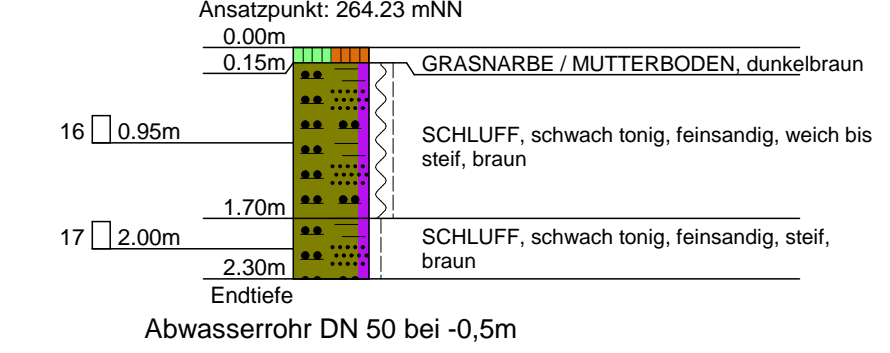 Ansatzpunkt: 264.23 mNN
0.00m
0.15m
GRASNARBE / MUTTERBODEN, dunkelbraun
16 0.95m
SCHLUFF, schwach tonig, feinsandig, weich bis
steif, braun
1.70m
17 2.00m
SCHLUFF, schwach tonig, feinsandig, steif,
braun
2.30m
Endtiefe
Abwasserrohr DN 50 bei -0,5m